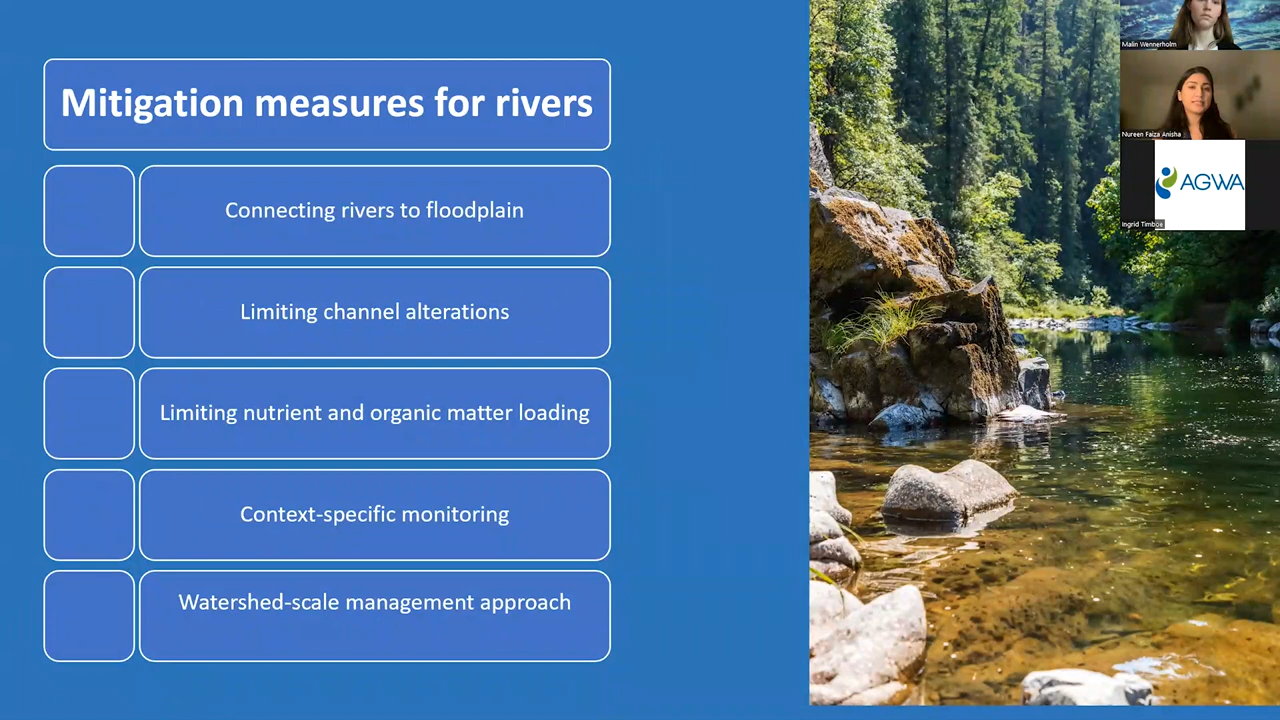 Mitigation measures for rivers
Connecting rivers to floodplain
Limiting channel alterations
Limiting nutrient and organic matter loading
Context-specific monitoring
Watershed-scale management approach
Malin Wennerholm
Nureen Faiza Anisha
AGWA
Ingrid Timboe